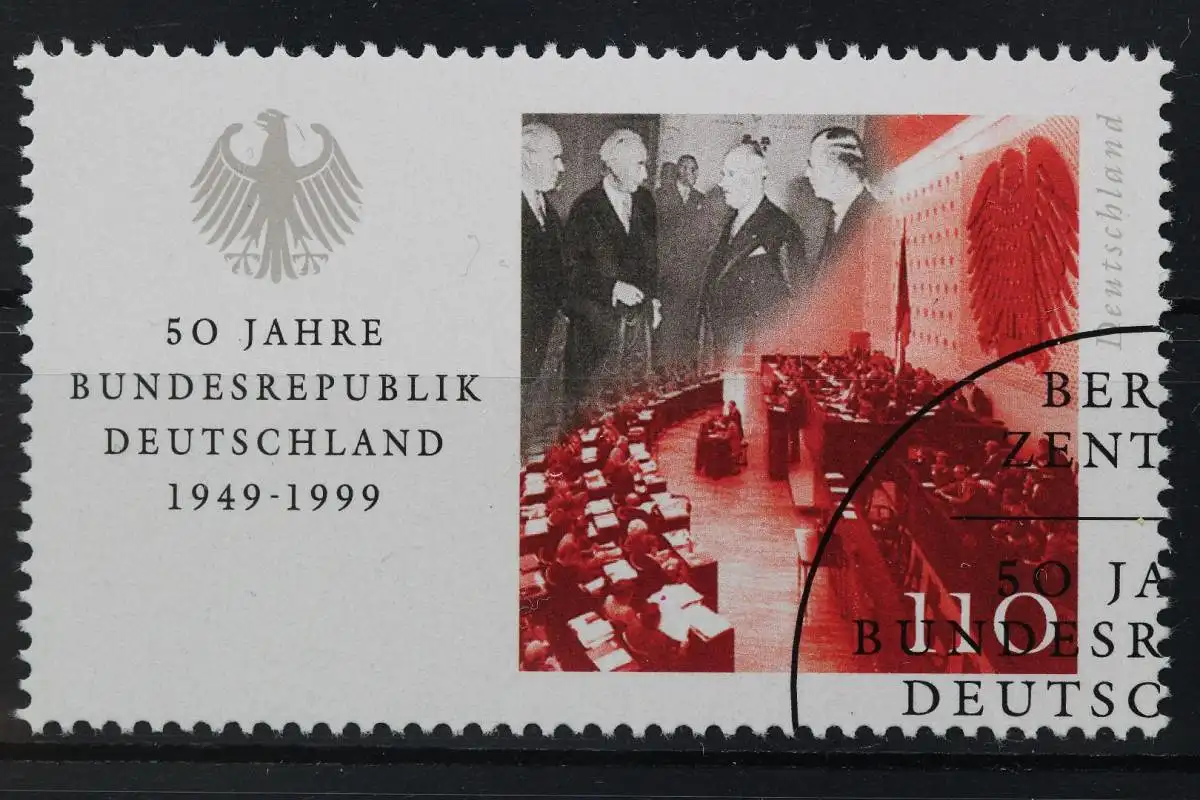 50 JAHRE
BUNDESREPUBLIK
DEUTSCHLAND
1949-1999
Deutschland
110
BER
ZENT
50 JA
BUNDESR
DEUTSC